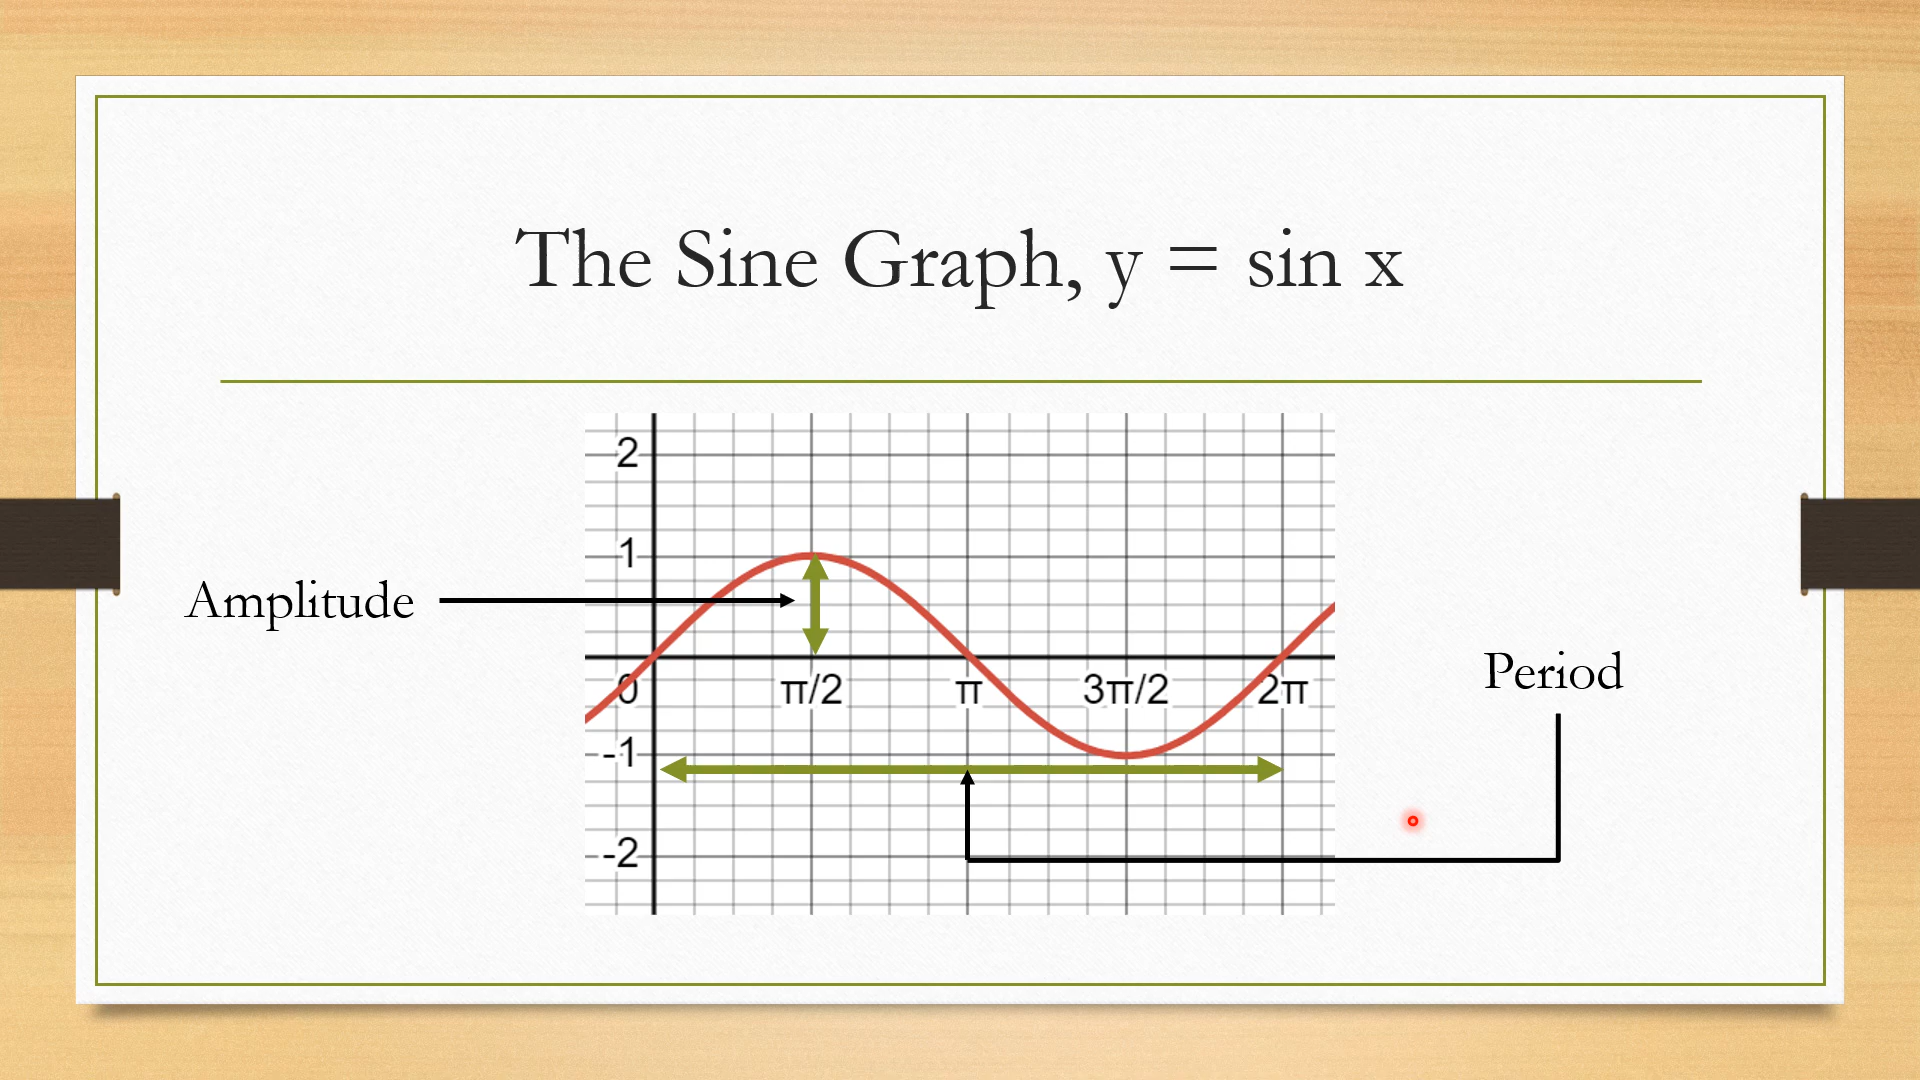 The Sine Graph, y = sin x
2
1
Amplitude
0 π/2 π 3π/2 2π
Period
-1
-2